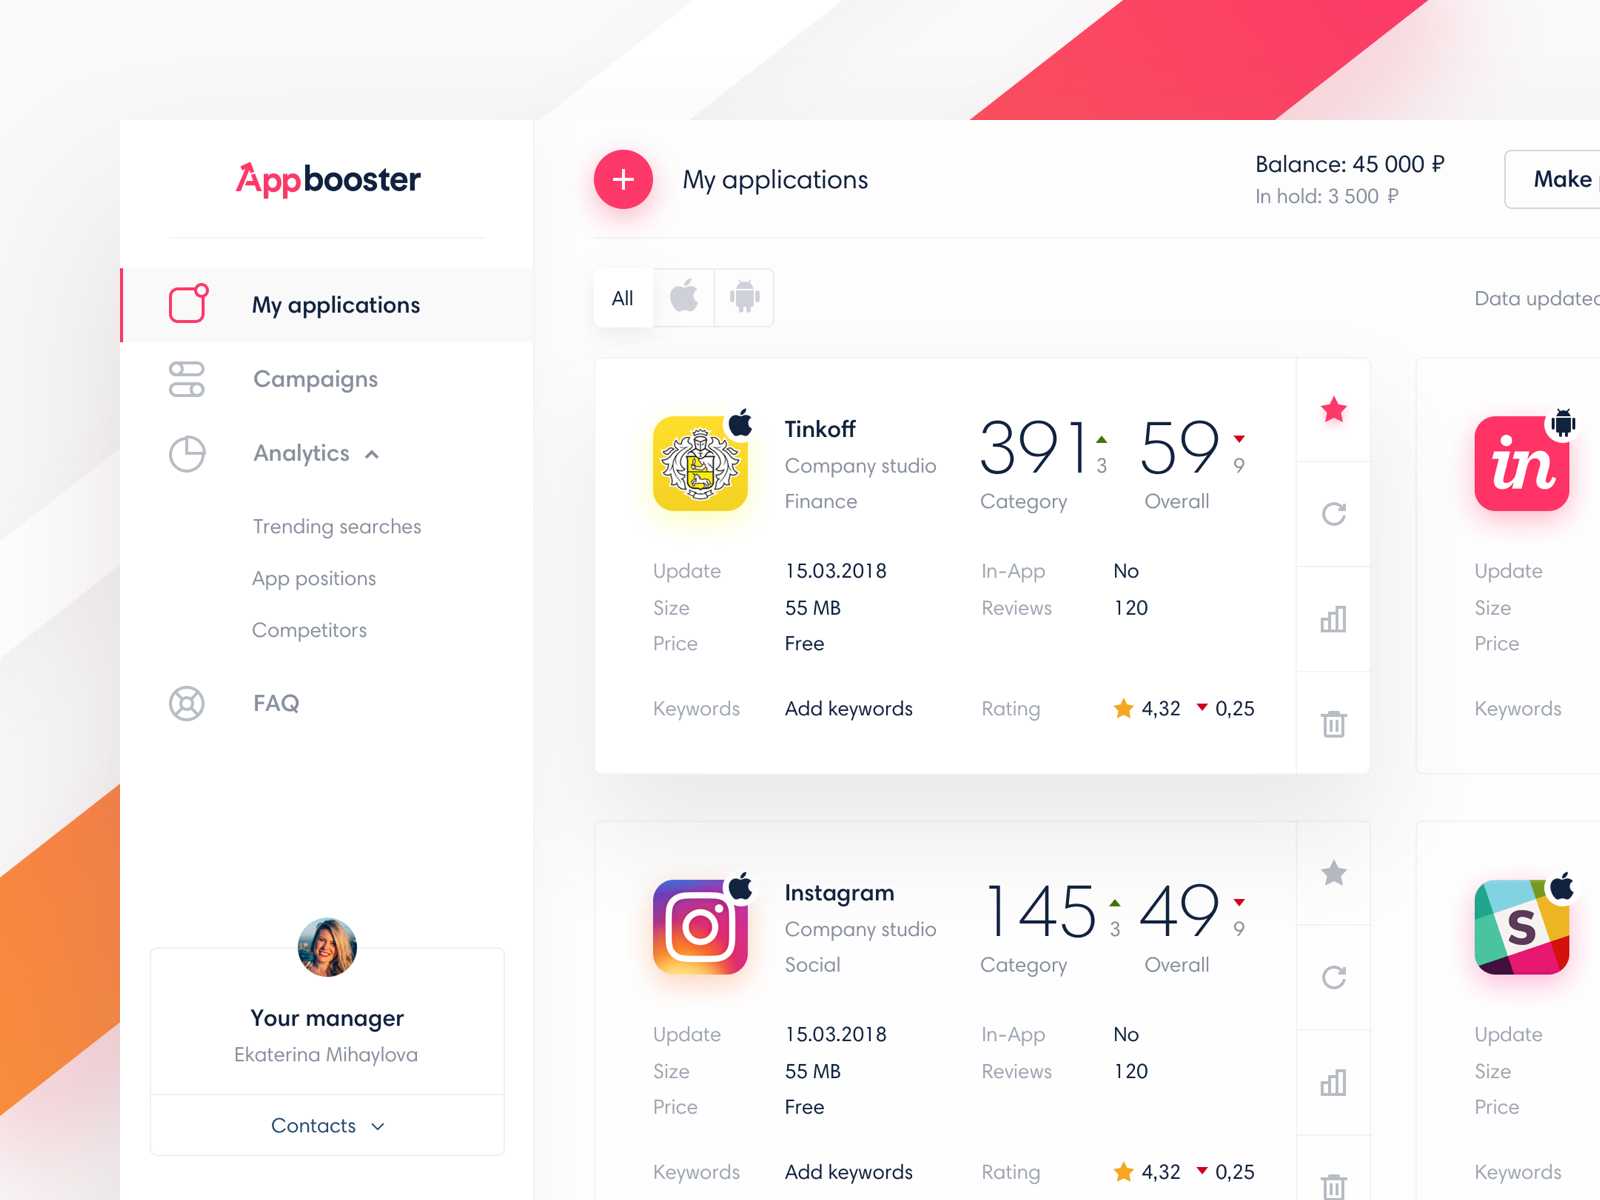 Appbooster
My applications
Campaigns
Analytics
Trending searches
App positions
Competitors
FAQ
Your manager
Ekaterina Mihaylova
Contacts
My applications
Balance: 45 000 ₽
In hold: 3 500 ₽
Make
All
Data updated
Tinkoff
Company studio
Finance
391 3
Category
59 9
Overall
Update 15.03.2018 In-App No
Size 55 MB Reviews 120
Price Free
Keywords Add keywords Rating 4,32 0,25
in
Update
Size
Price
Keywords
Instagram
Company studio
Social
145 3
Category
49 9
Overall
Update 15.03.2018 In-App No
Size 55 MB Reviews 120
Price Free
Keywords Add keywords Rating 4,32 0,25
S
Update
Size
Price
Keywords